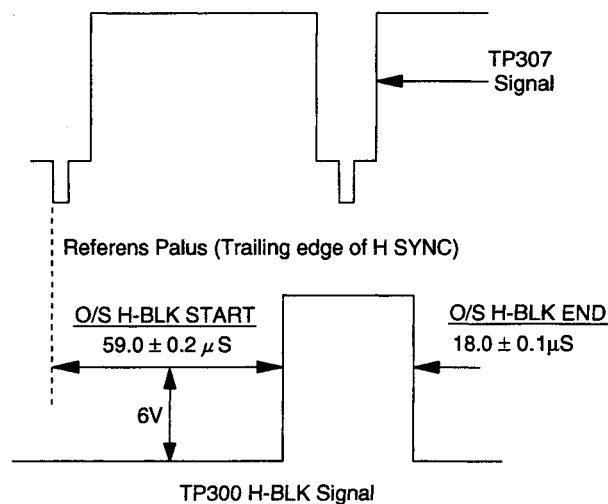 TP307
Signal
Referens Palus (Trailing edge of H SYNC)
O/S H-BLK START
59.0 ± 0.2 μS
O/S H-BLK END
18.0 ± 0.1μS
6V
TP300 H-BLK Signal